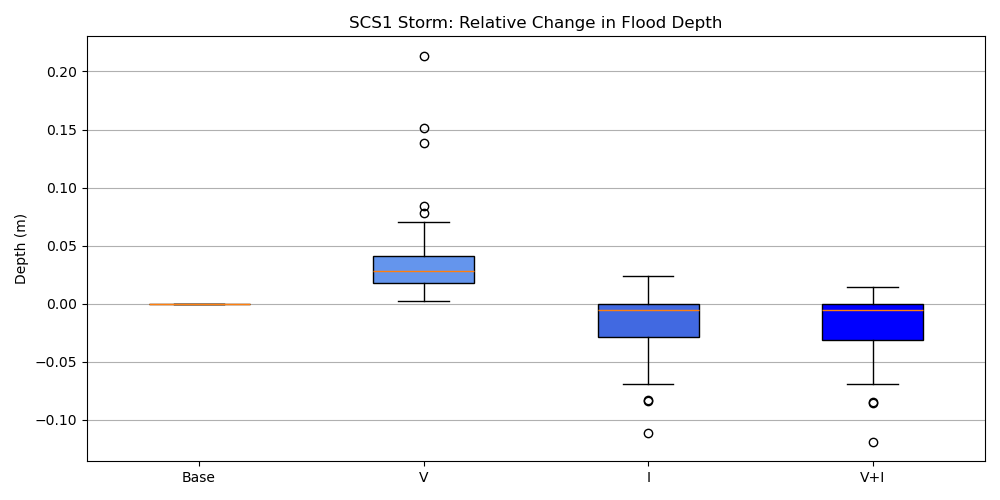 SCS1 Storm: Relative Change in Flood Depth
Depth (m)
0.20
0.15
0.10
0.05
0.00
−0.05
−0.10
Base
V
I
V+I